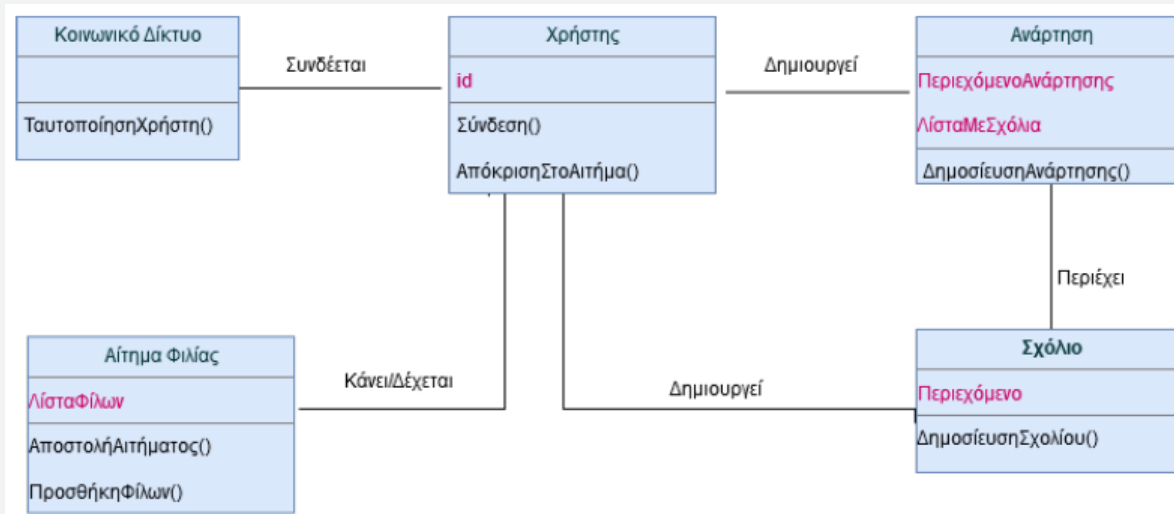 Κοινωνικό Δίκτυο
ΤαυτοποίησηΧρήστη()
Συνδέεται
Χρήστης
id
Σύνδεση()
ΑπόκρισηΣτοΑιτήμα()
Δημιουργεί
Ανάρτηση
ΠεριεχόμενοΑνάρτησης
ΛίσταΜεΣχόλια
ΔημοσίευσηΑνάρτησης()
Περιέχει
Αίτημα Φιλίας
ΛίσταΦίλων
ΑποστολήΑιτήματος()
ΠροσθήκηΦίλων()
Κάνει/Δέχεται
Δημιουργεί
Σχόλιο
Περιεχόμενο
ΔημοσίευσηΣχολίου()